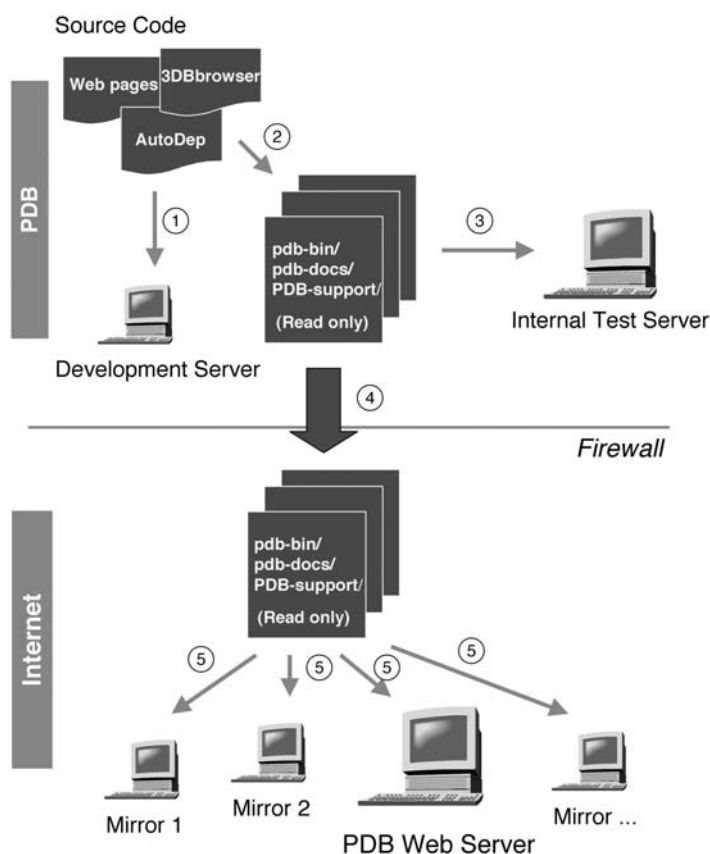 Source Code
Web pages
3DBbrowser
AutoDep
PDB
2
1
3
pdb-bin/
pdb-docs/
PDB-support/
(Read only)
Internal Test Server
Development Server
4
Firewall
Internet
pdb-bin/
pdb-docs/
PDB-support/
(Read only)
5
5
5
5
Mirror 1
Mirror 2
PDB Web Server
Mirror ...